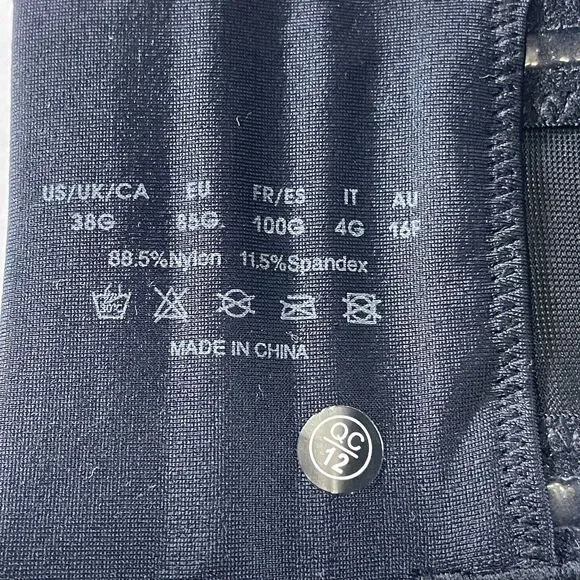 US/UK/CA EU FR/ES IT AU
38G 85G 100G 4G 16F
88.5%Nylon 11.5%Spandex
30°C
MADE IN CHINA
QC
12